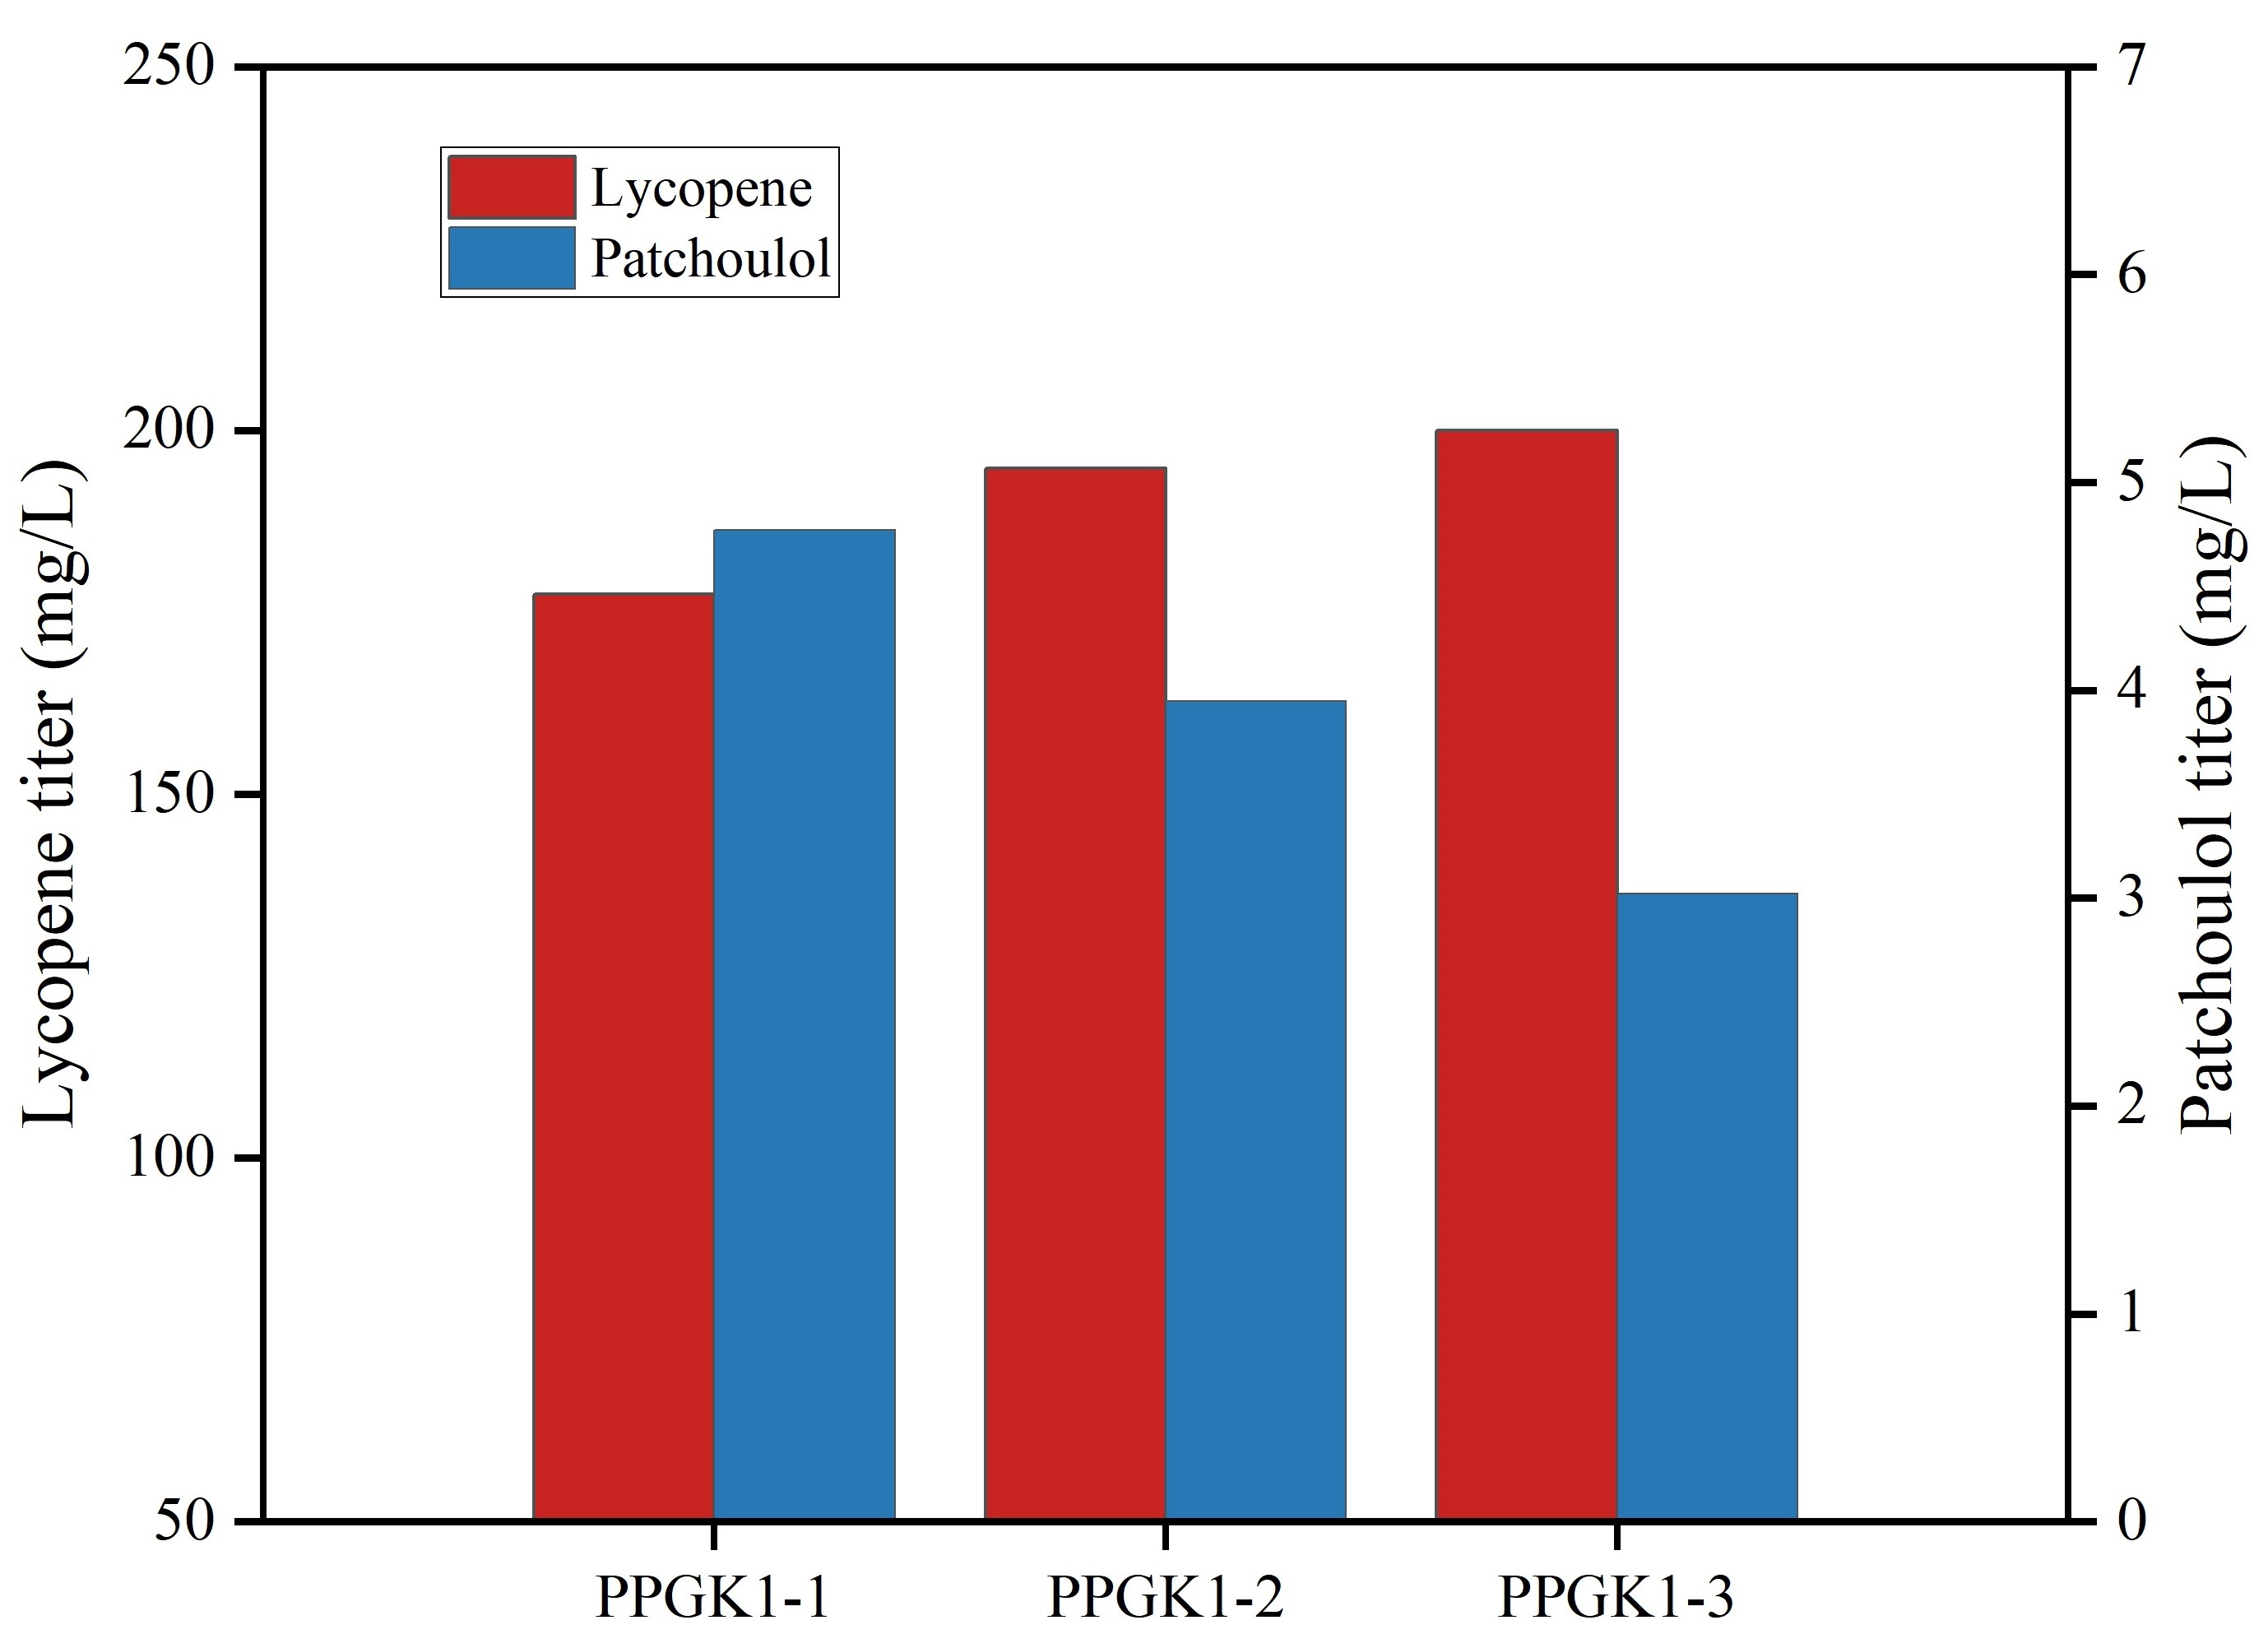 250
200
150
100
50
Lycopene titer (mg/L)
Lycopene
Patchoulol
7
6
5
4
3
2
1
0
Patchoulol titer (mg/L)
PPGK1-1
PPGK1-2
PPGK1-3